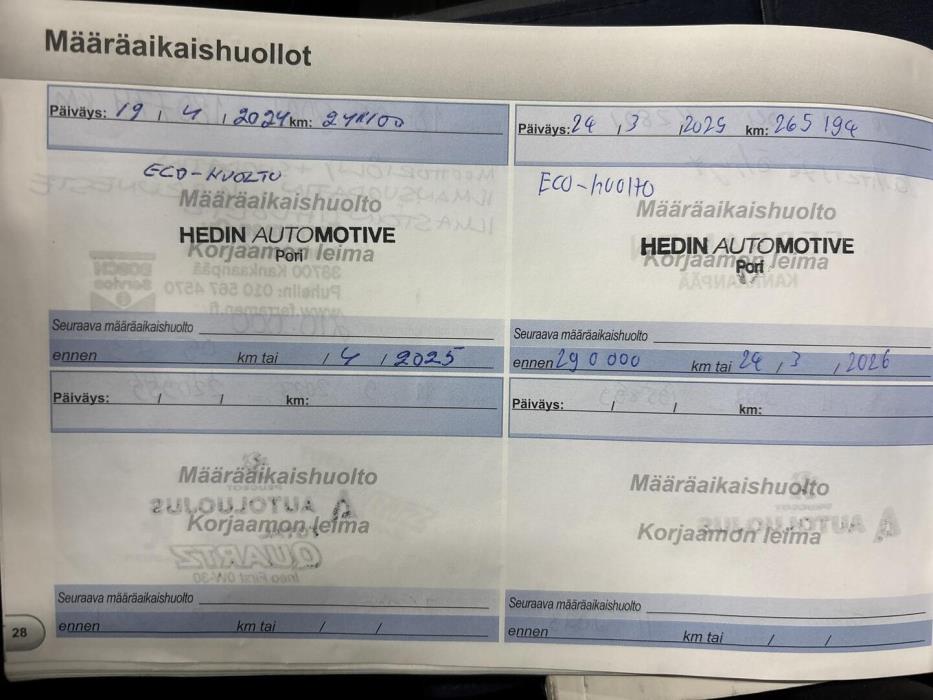 Määräaikaishuollot
Päiväys: 19 / 4 / 2024 km:
ECO-HUOLTO
Määräaikaishuolto
HEDIN AUTOMOTIVE
Korjaamon leima
Pori
Seuraava määräaikaishuolto
ennen km tai / 4 / 2025
Päiväys: 24 / 3 / 2025 km: 265 194
ECO-huolto
Määräaikaishuolto
HEDIN AUTOMOTIVE
Korjaamon leima
Pori
Seuraava määräaikaishuolto
ennen 290 000 km tai 24 / 3 / 2026
Päiväys: / / km:
Määräaikaishuolto
Korjaamon leima
Seuraava määräaikaishuolto
ennen km tai / /
Päiväys: / / km:
Määräaikaishuolto
Korjaamon leima
Seuraava määräaikaishuolto
ennen km tai / /
28